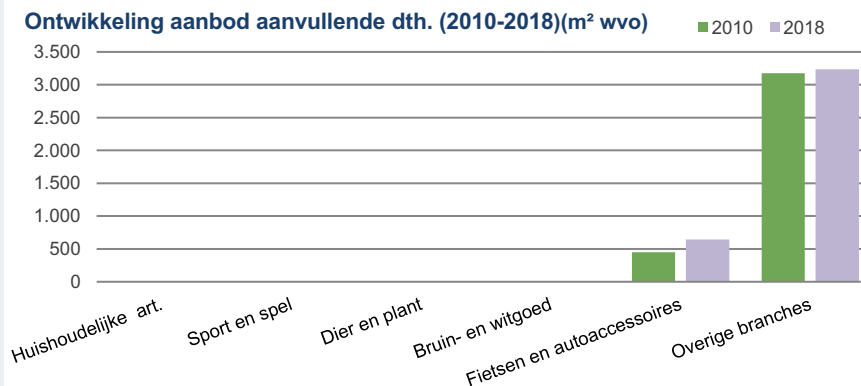 Ontwikkeling aanbod aanvullende dth. (2010-2018)(m² wvo)
2010 2018
3.500
3.000
2.500
2.000
1.500
1.000
500
0
Huishoudelijke art.
Sport en spel
Dier en plant
Bruin- en witgoed
Fietsen en autoaccessoires
Overige branches